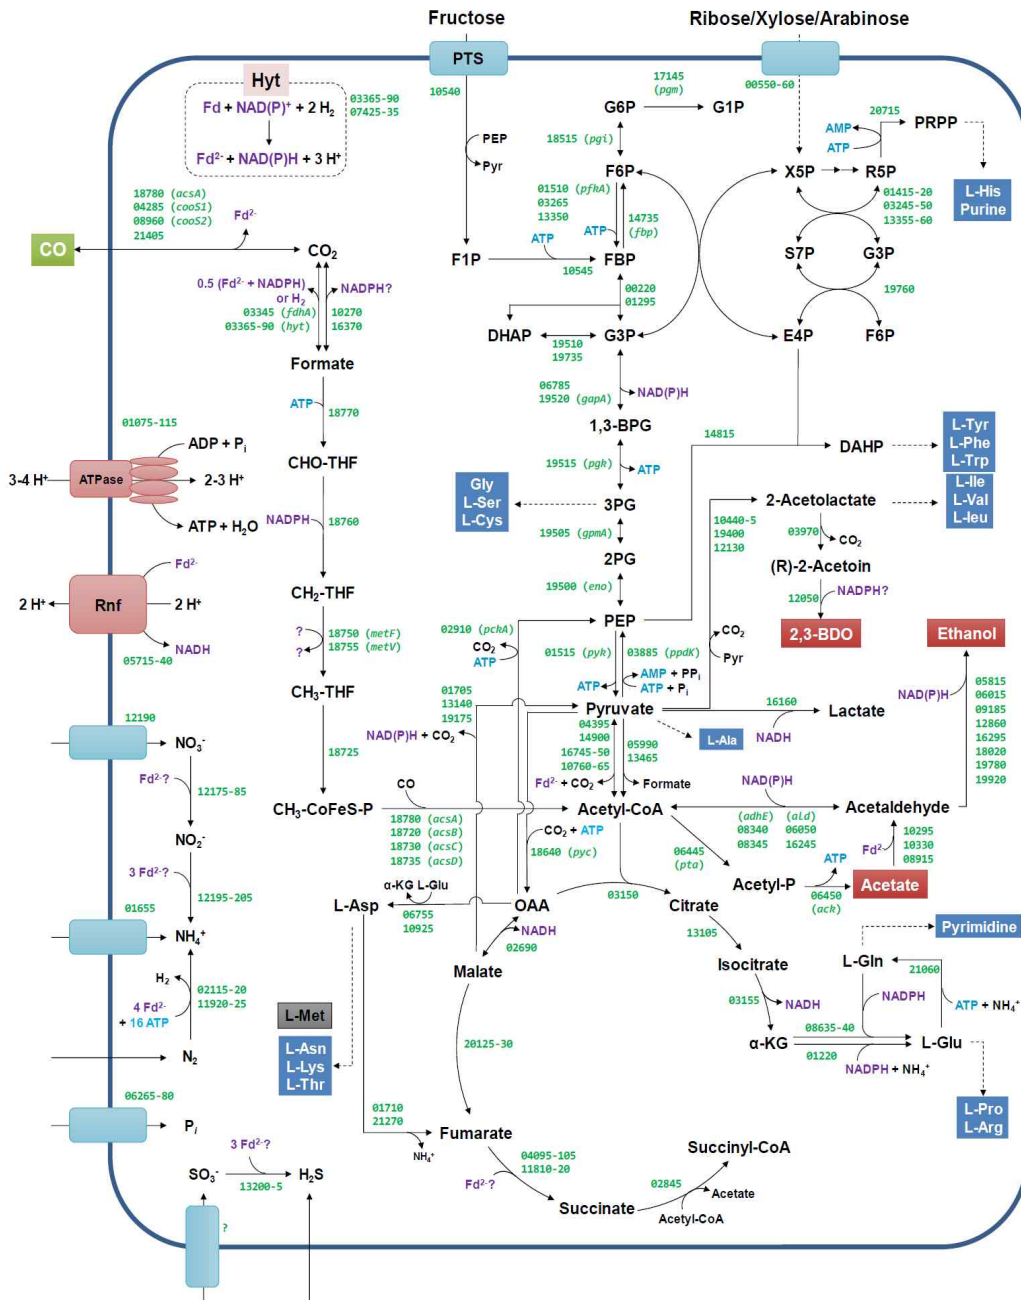 Fructose
Ribose/Xylose/Arabinose
PTS
Hyt
Fd + NAD(P)⁺ + 2 H₂
Fd²⁻ + NAD(P)H + 3 H⁺
03365-90
07425-35
10540
PEP
Pyr
17145
(pgm)
G6P
G1P
18515 (pgi)
F6P
01510 (pfkA)
03265
13350
14735
(fbp)
ATP
00550-60
20715
AMP
ATP
PRPP
X5P
R5P
L-His
Purine
01415-20
03245-50
13355-60
S7P
G3P
19760
E4P
F6P
18780 (acsA)
04285 (cooS1)
08960 (cooS2)
21405
Fd²⁻
CO
CO₂
F1P
ATP
10545
FBP
00220
01295
DHAP
G3P
19510
19735
0.5 (Fd²⁻ + NADPH)
or H₂
NADPH?
03345 (fdhA)
03365-90 (hyt)
10270
16370
Formate
ATP
18770
06785
19520 (gapA)
NAD(P)H
1,3-BPG
19515 (pgk)
ATP
14815
DAHP
L-Tyr
L-Phe
L-Trp
01075-115
ADP + Pᵢ
3-4 H⁺
ATPase
2-3 H⁺
ATP + H₂O
CHO-THF
NADPH
18760
Gly
L-Ser
L-Cys
3PG
19505 (gpmA)
2PG
19500 (eno)
PEP
2-Acetolactate
L-Ile
L-Val
L-leu
10440-5
19400
12130
03970
CO₂
(R)-2-Acetoin
12050
NADPH?
2,3-BDO
Ethanol
Fd²⁻
2 H⁺
Rnf
2 H⁺
NADH
05715-40
CH₂-THF
?
?
18750 (metF)
18755 (metV)
CH₃-THF
18725
02910 (pckA)
CO₂
ATP
01515 (pyk)
03885 (ppdK)
ATP
AMP + PPᵢ
ATP + Pᵢ
CO₂
Pyr
Pyruvate
16160
NADH
Lactate
L-Ala
NAD(P)H
05815
06015
09185
12860
16295
18020
19780
19920
01705
13140
19175
NAD(P)H + CO₂
04395
14900
16745-50
10760-65
05990
13465
Fd²⁻ + CO₂
Formate
12190
NO₃⁻
Fd²⁻?
12175-85
NO₂⁻
3 Fd²⁻?
12195-205
01655
NH₄⁺
H₂
02115-20
11920-25
4 Fd²⁻
+ 16 ATP
N₂
CH₃-CoFeS-P
CO
18780 (acsA)
18720 (acsB)
18730 (acsC)
18735 (acsD)
Acetyl-CoA
NAD(P)H
(adhE)
08340
08345
(ald)
06050
16245
Acetaldehyde
Fd²⁻
10295
10330
08915
CO₂ + ATP
18640 (pyc)
06445
(pta)
Acetyl-P
ATP
06450
(ack)
Acetate
α-KG L-Glu
L-Asp
06755
10925
OAA
03150
Citrate
NADH
02690
Malate
13105
Isocitrate
03155
NADH
α-KG
Pyrimidine
L-Gln
21060
NADPH
ATP + NH₄⁺
08635-40
01220
L-Glu
NADPH + NH₄⁺
L-Pro
L-Arg
L-Met
L-Asn
L-Lys
L-Thr
20125-30
06265-80
Pi
01710
21270
NH₄⁺
Fumarate
04095-105
11810-20
Fd²⁻?
Succinate
02845
Succinyl-CoA
Acetate
Acetyl-CoA
3 Fd²⁻?
SO₃⁻
13200-5
H₂S
?